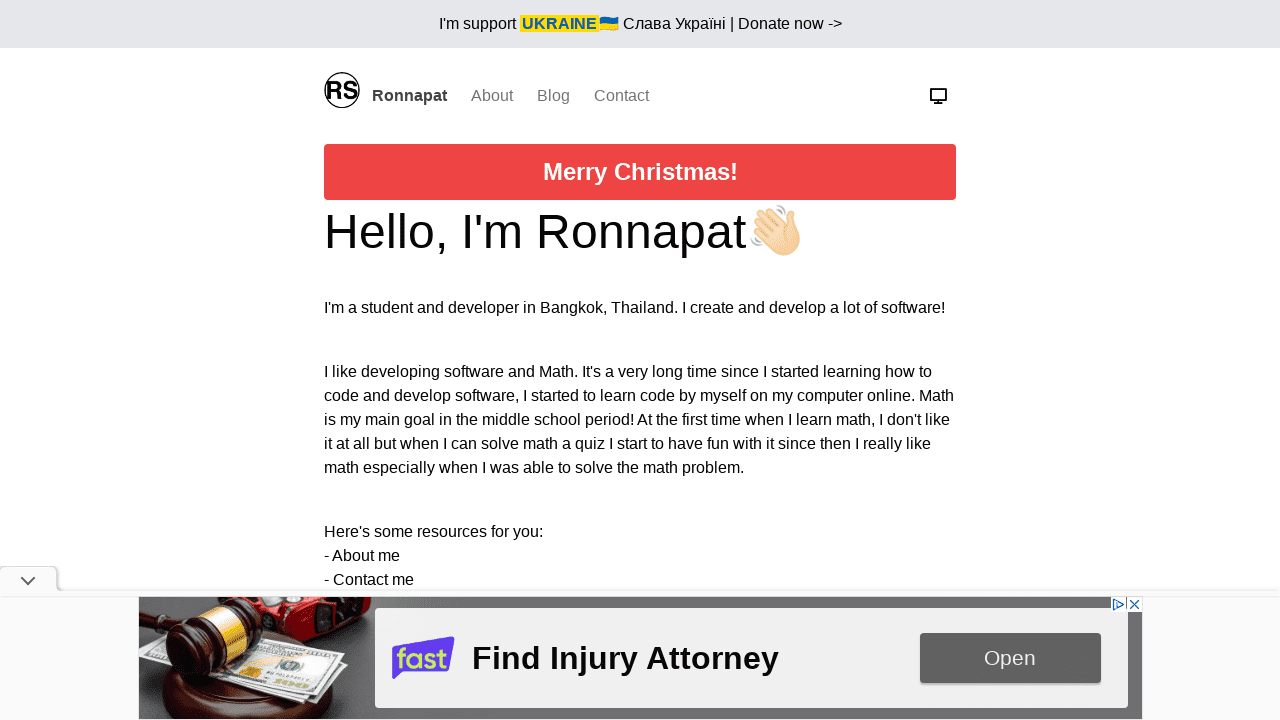 I'm support UKRAINE🇺🇦 Слава Україні | Donate now ->
RS Ronnapat About Blog Contact
Merry Christmas!
Hello, I'm Ronnapat👋🏻
I'm a student and developer in Bangkok, Thailand. I create and develop a lot of software!
I like developing software and Math. It's a very long time since I started learning how to
code and develop software, I started to learn code by myself on my computer online. Math
is my main goal in the middle school period! At the first time when I learn math, I don't like
it at all but when I can solve math a quiz I start to have fun with it since then I really like
math especially when I was able to solve the math problem.
Here's some resources for you:
- About me
- Contact me
fast Find Injury Attorney Open